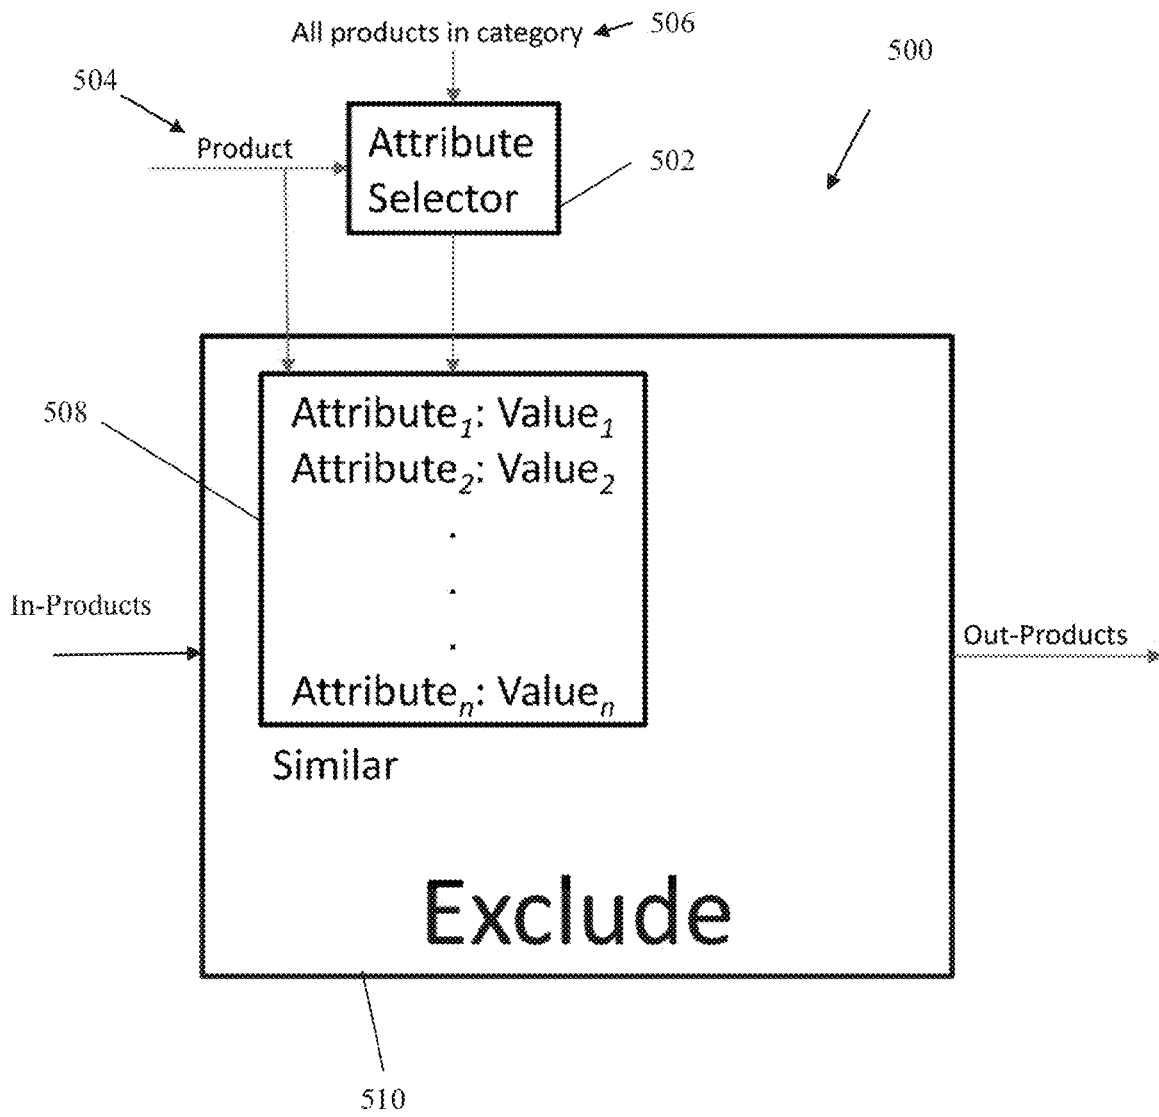 All products in category
506
500
504
Product
Attribute
Selector
502
508
Attribute1: Value1
Attribute2: Value2
.
.
.
Attributen: Valuen
In-Products
Out-Products
Similar
Exclude
510